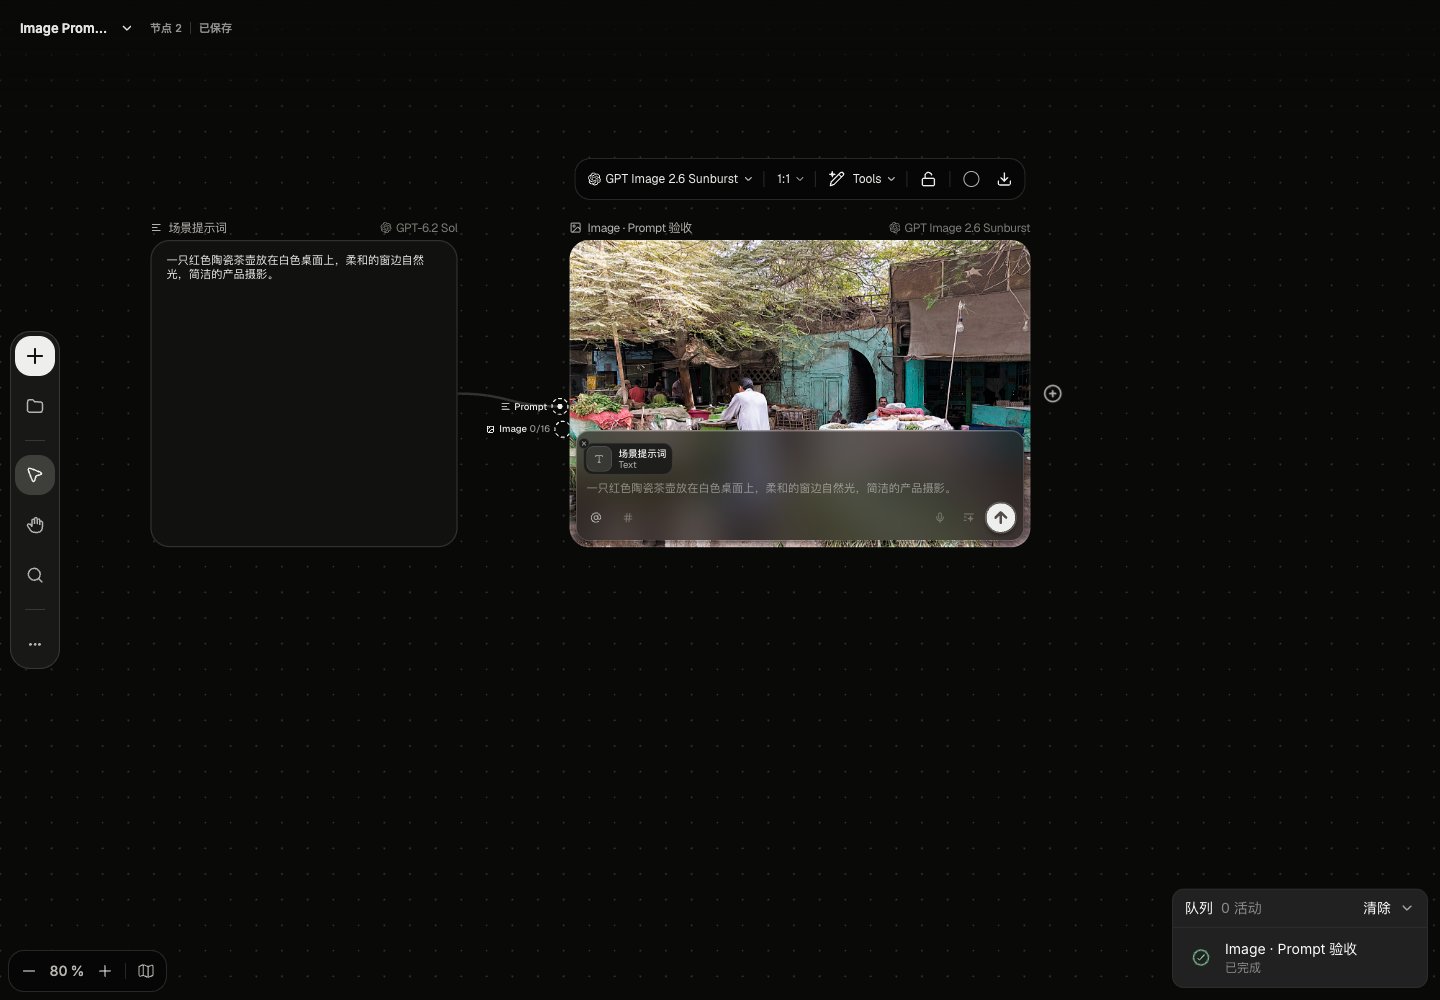 Image Prom...
节点 2
已保存
GPT Image 2.6 Sunburst
1:1
Tools
场景提示词
GPT-6.2 Sol
Image · Prompt 验收
GPT Image 2.6 Sunburst
一只红色陶瓷茶壶放在白色桌面上，柔和的窗边自然
光，简洁的产品摄影。
Prompt
Image 0/16
T
场景提示词
Text
一只红色陶瓷茶壶放在白色桌面上，柔和的窗边自然光，简洁的产品摄影。
@
#
队列 0 活动
清除
Image · Prompt 验收
已完成
80 %